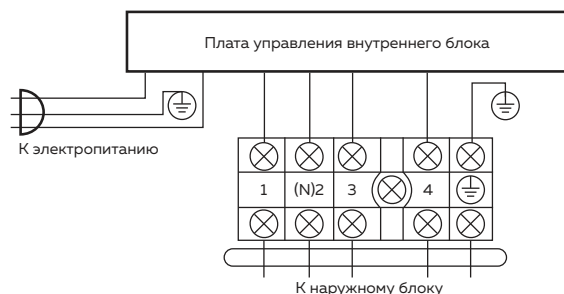 Плата управления внутреннего блока
К электропитанию
1 (N)2 3 4
К наружному блоку